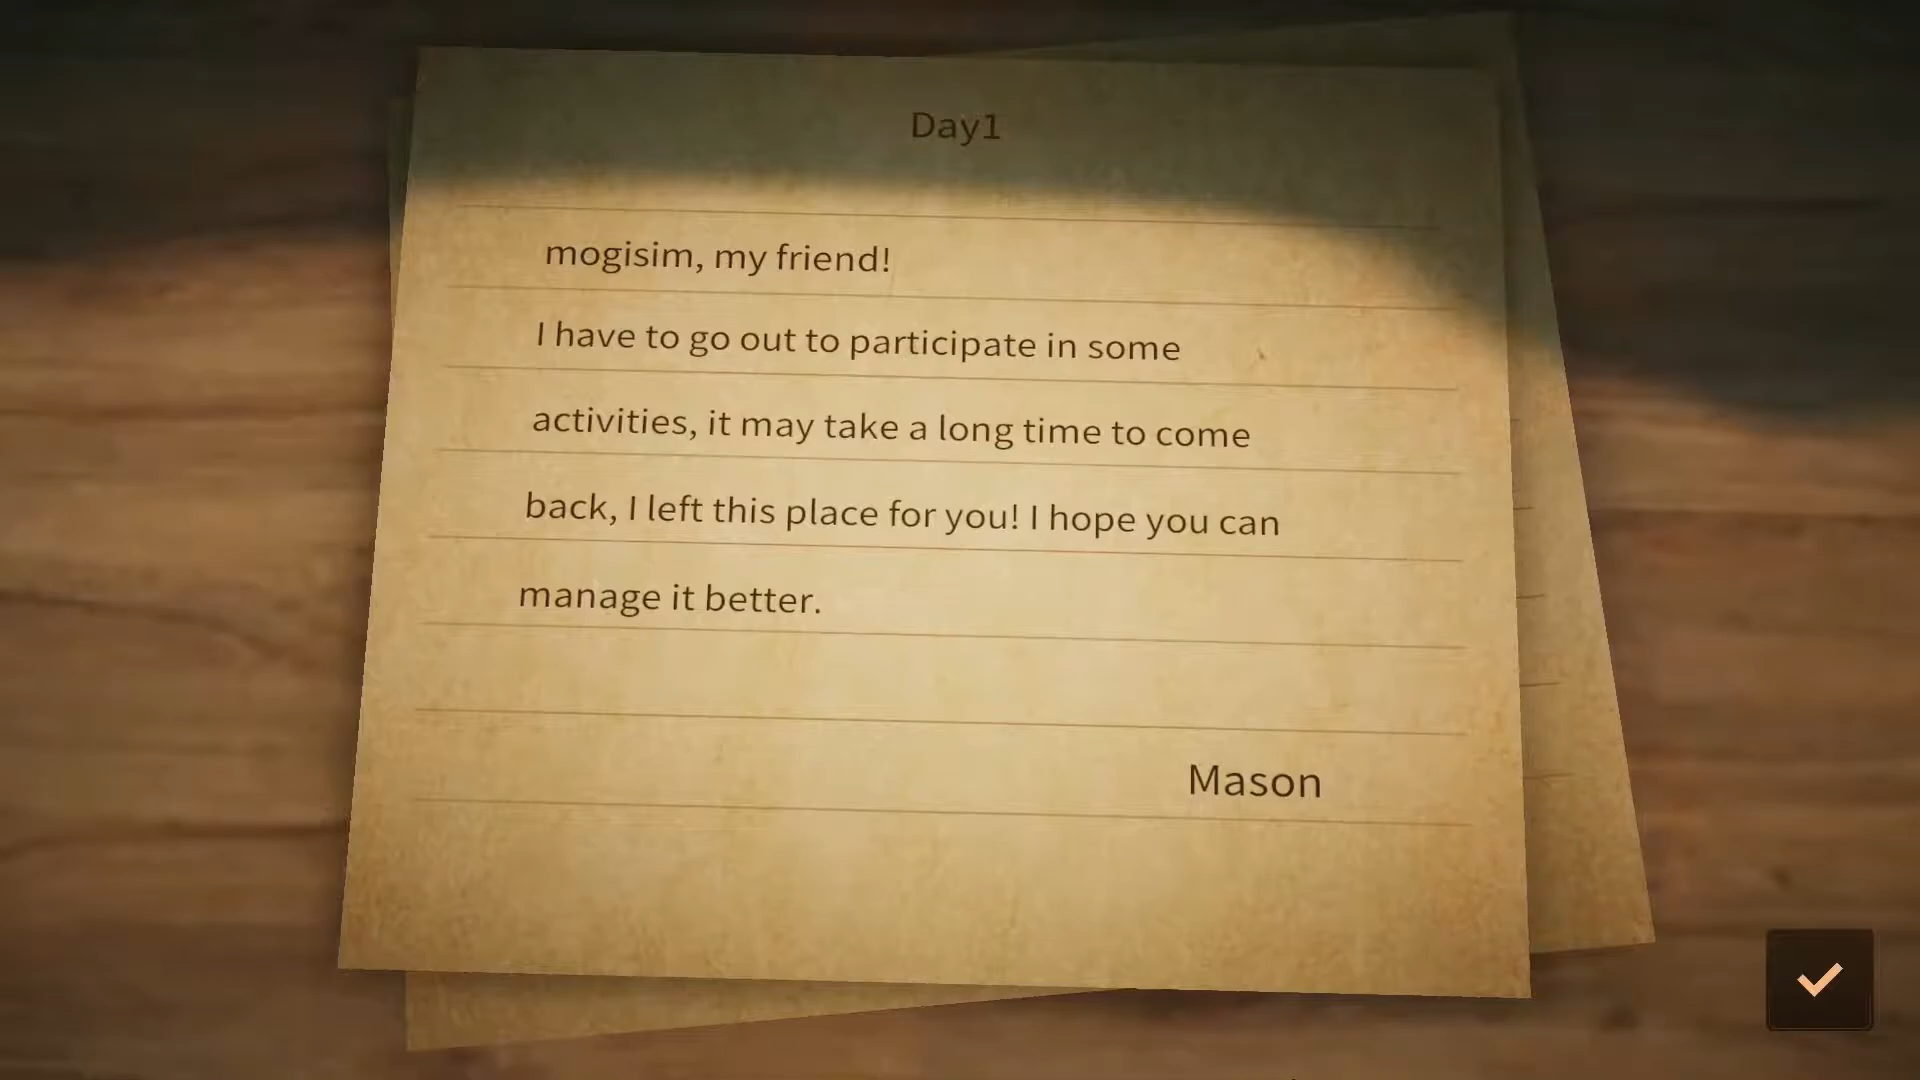 Day1
mogisim, my friend!
I have to go out to participate in some
activities, it may take a long time to come
back, I left this place for you! I hope you can
manage it better.
Mason